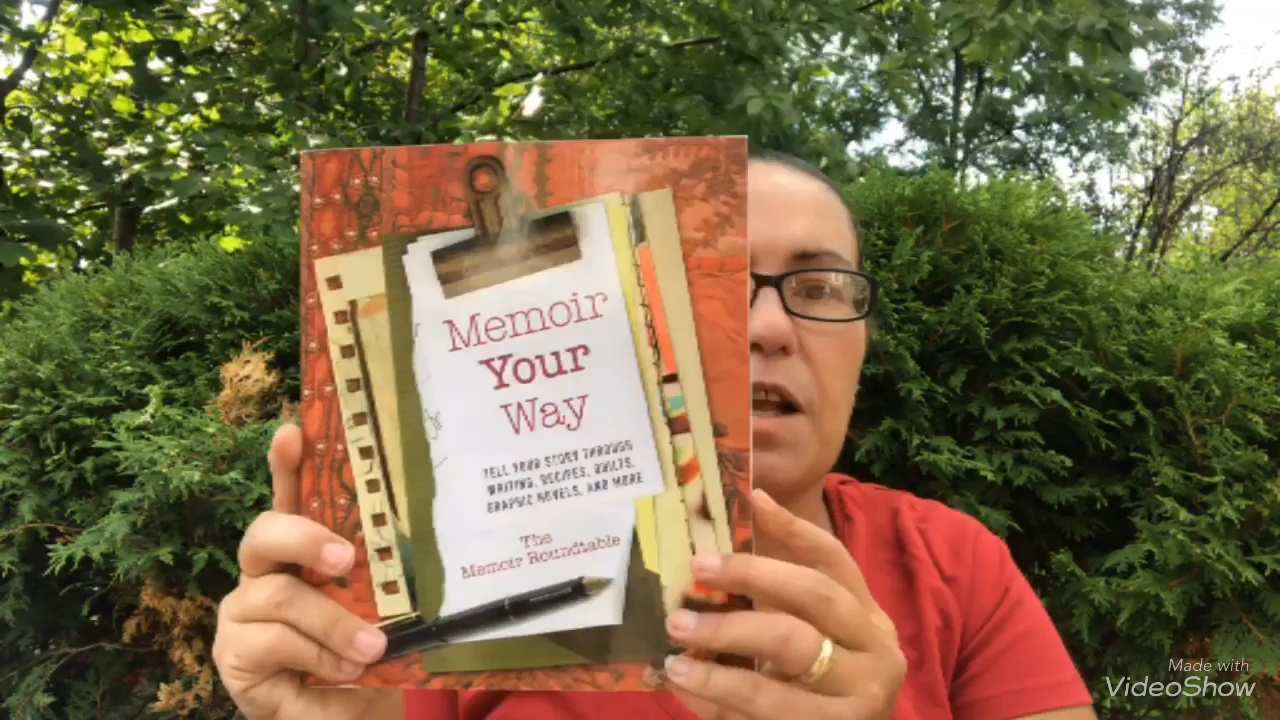 Memoir
Your
Way
TELL YOUR STORY THROUGH
WRITING, RECIPES, QUILTS,
GRAPHIC NOVELS, AND MORE
The
Memoir Roundtable
Made with
VideoShow